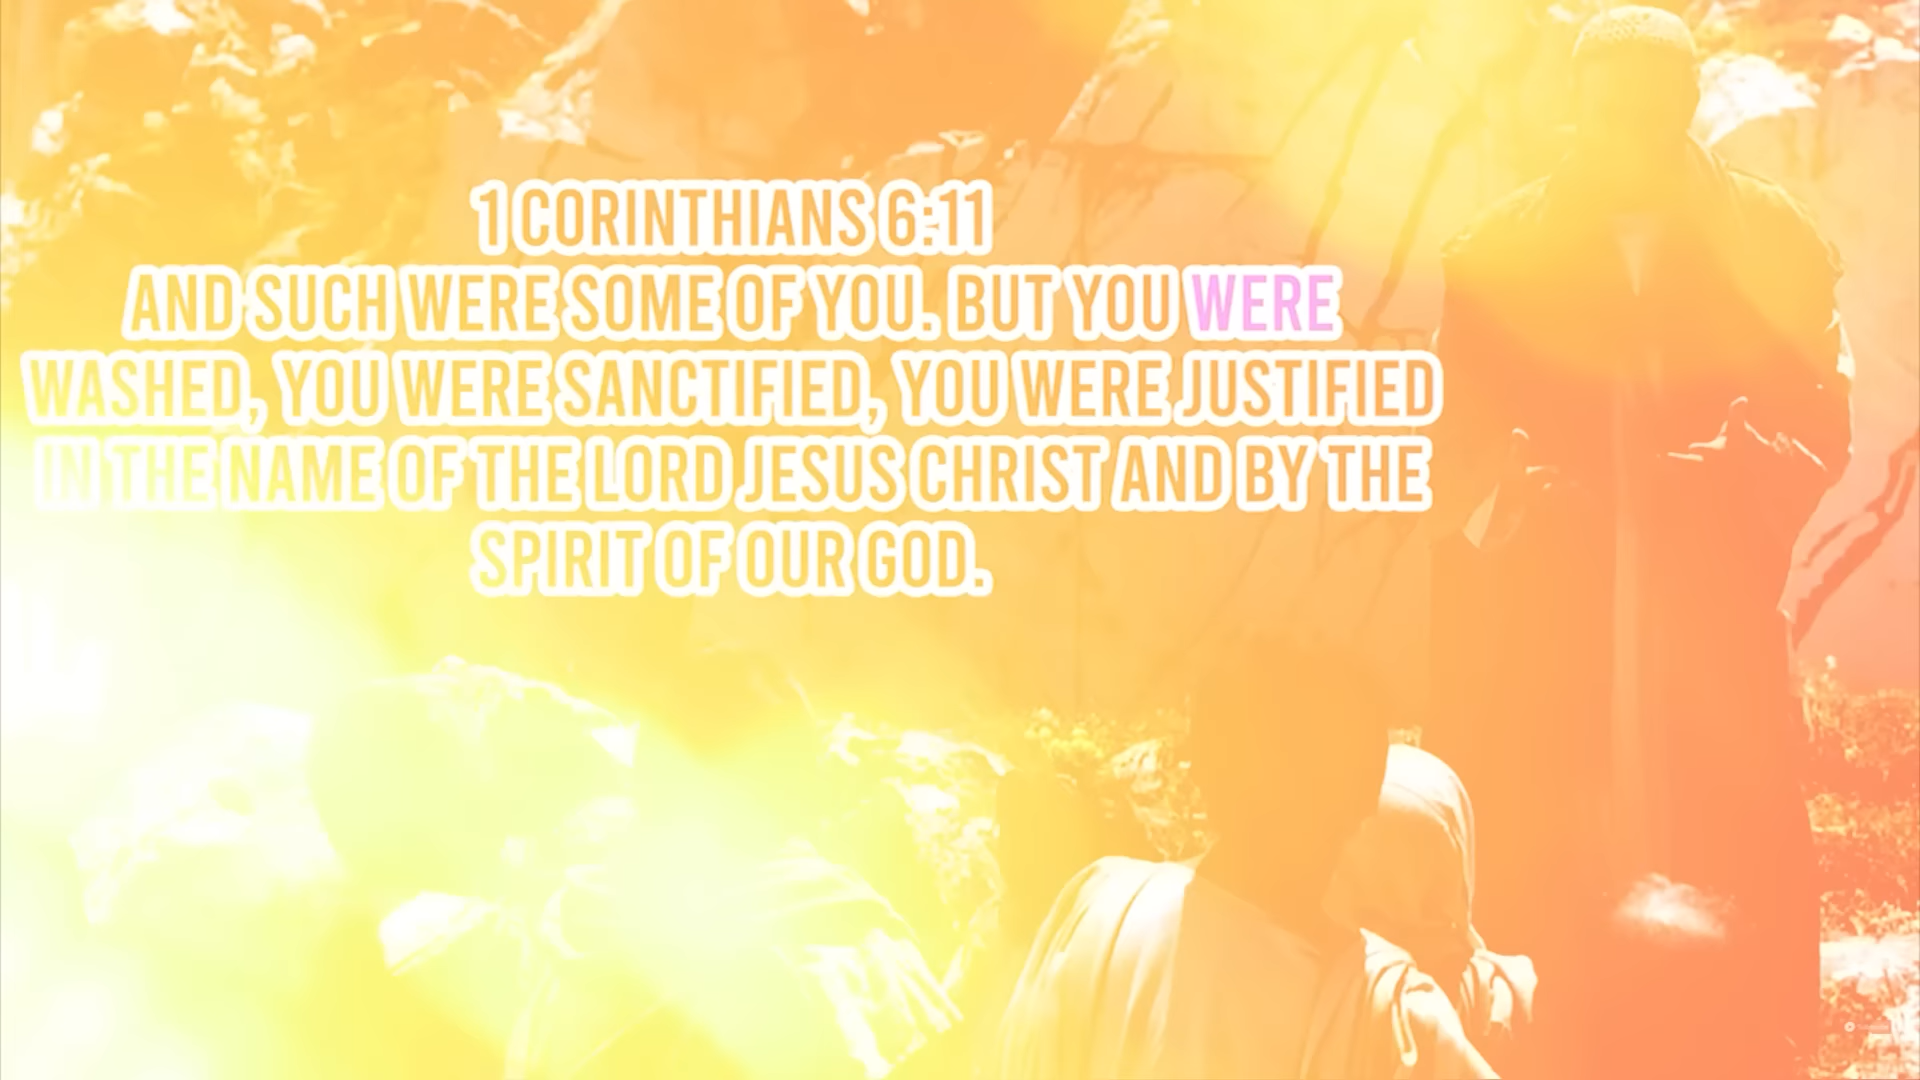 1 CORINTHIANS 6:11
AND SUCH WERE SOME OF YOU. BUT YOU WERE
WASHED, YOU WERE SANCTIFIED, YOU WERE JUSTIFIED
IN THE NAME OF THE LORD JESUS CHRIST AND BY THE
SPIRIT OF OUR GOD.